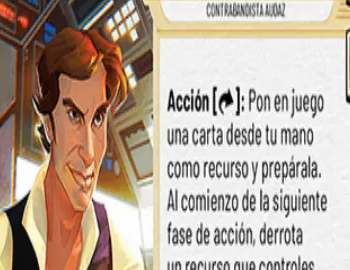 CONTRABANDISTA AUDAZ
Acción [↷]: Pon en juego
una carta desde tu mano
como recurso y prepárala.
Al comienzo de la siguiente
fase de acción, derrota
un recurso que controles